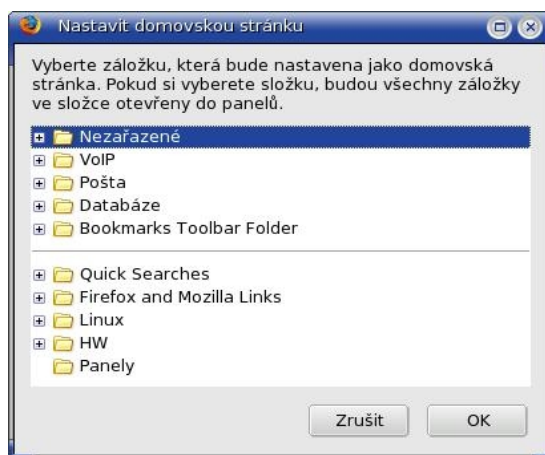 Nastavit domovskou stránku
Vyberte záložku, která bude nastavena jako domovská
stránka. Pokud si vyberete složku, budou všechny záložky
ve složce otevřeny do panelů.
Nezařazené
VoIP
Pošta
Databáze
Bookmarks Toolbar Folder
Quick Searches
Firefox and Mozilla Links
Linux
HW
Panely
Zrušit OK